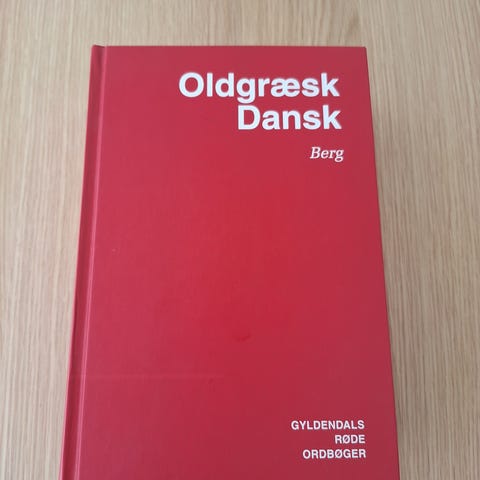 Oldgræsk
Dansk
Berg
GYLDENDALS
RØDE
ORDBØGER